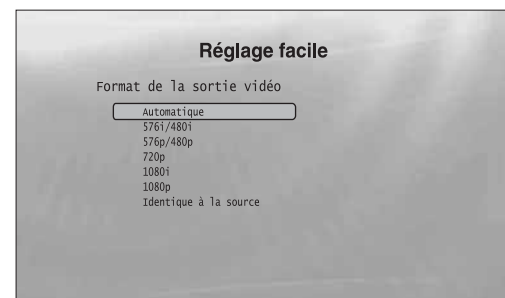 Réglage facile
Format de la sortie vidéo
Automatique
576i/480i
576p/480p
720p
1080i
1080p
Identique à la source